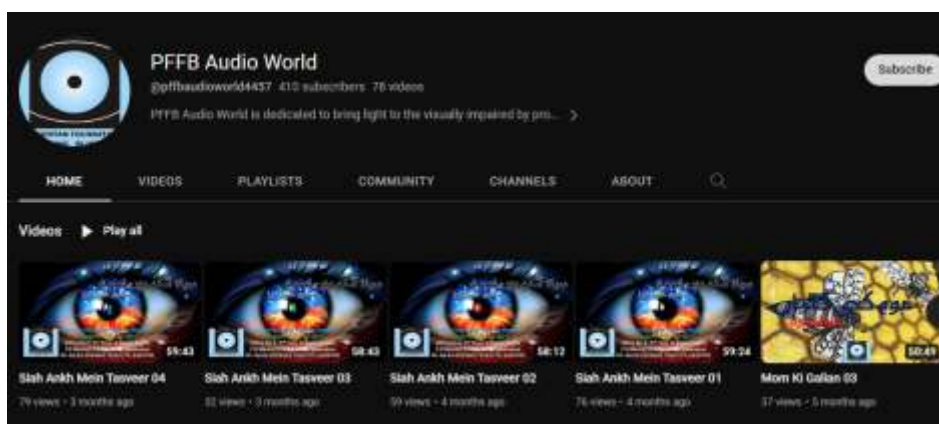 PFFB Audio World
@pffbaudioworld4457 410 subscribers 78 videos
PFFB Audio World is dedicated to bring light to the visually impaired by pro...
Subscribe
HOME VIDEOS PLAYLISTS COMMUNITY CHANNELS ABOUT
Videos Play all
59:43 58:43 58:12 59:24 50:49
Siah Ankh Mein Tasveer 04 Siah Ankh Mein Tasveer 03 Siah Ankh Mein Tasveer 02 Siah Ankh Mein Tasveer 01 Mom Ki Galian 03
79 views • 3 months ago 32 views • 3 months ago 59 views • 4 months ago 76 views • 4 months ago 37 views • 5 months ago